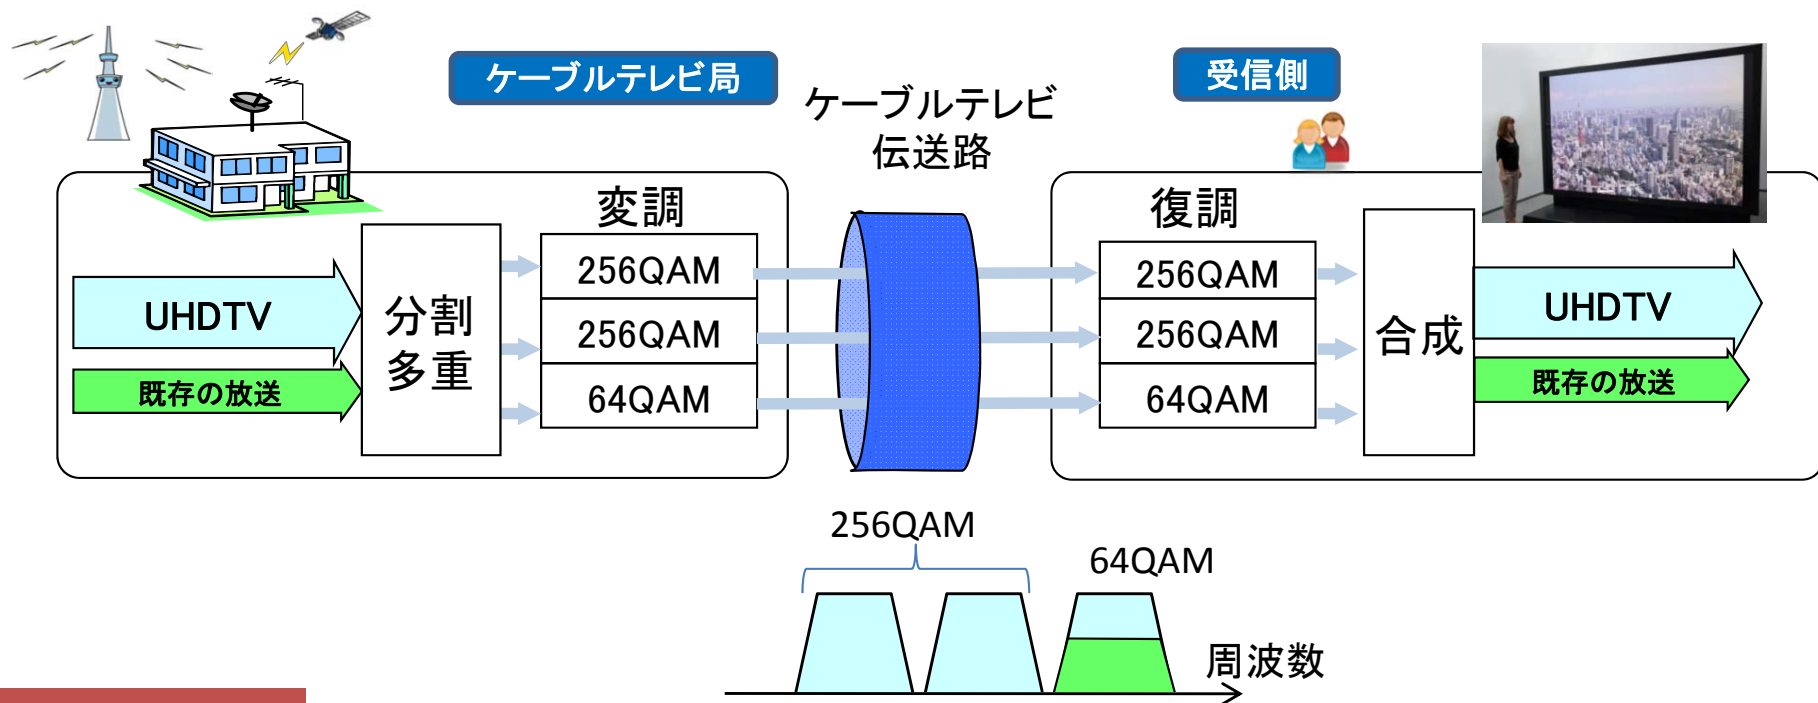 ケーブルテレビ局
受信側
ケーブルテレビ
伝送路
変調
復調
UHDTV
既存の放送
分割
多重
256QAM
256QAM
64QAM
256QAM
256QAM
64QAM
合成
UHDTV
既存の放送
256QAM
64QAM
周波数